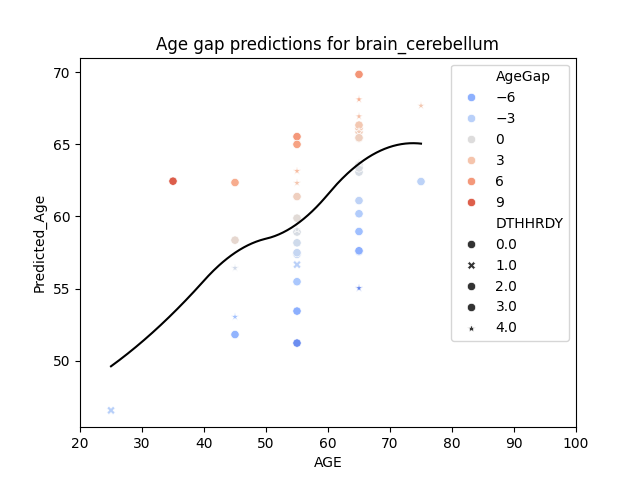 Age gap predictions for brain_cerebellum
Predicted_Age
70
65
60
55
50
20 30 40 50 60 70 80 90 100
AGE
AgeGap
−6
−3
0
3
6
9
DTHHRDY
0.0
1.0
2.0
3.0
4.0